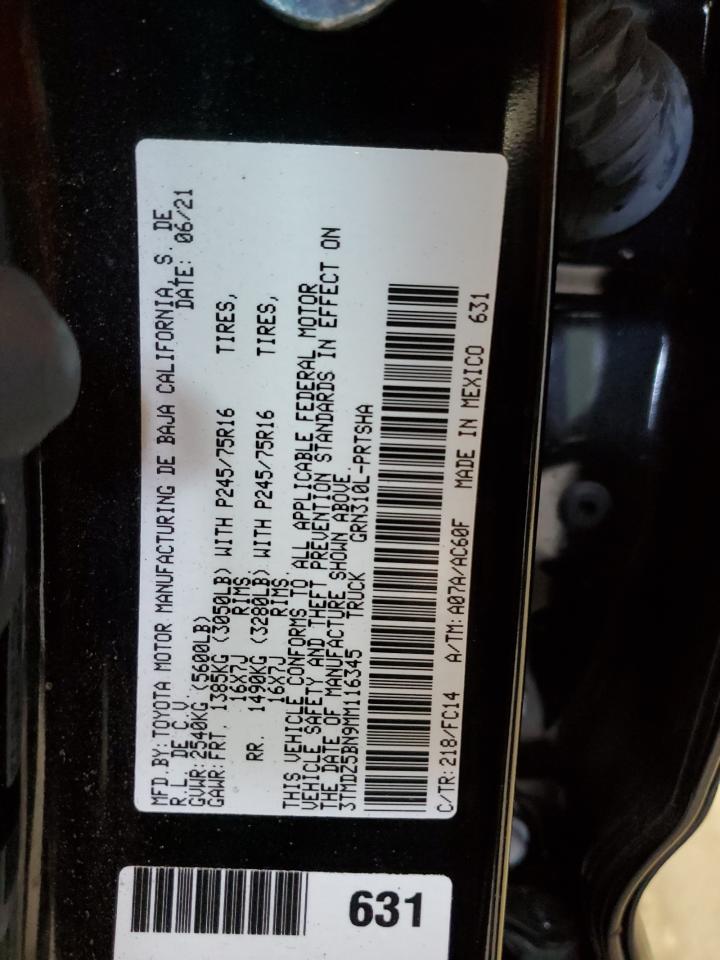 MFD.BY:TOYOTA MOTOR MANUFACTURING DE BAJA CALIFORNIA,S. DE
R.L. DE C.V. DATE: 06/21
GVWR:2540KG (5600LB)
GAWR:FRT. 1385KG (3050LB) WITH P245/75R16 TIRES,
16X7J RIMS
RR. 1490KG (3280LB) WITH P245/75R16 TIRES,
16X7J RIMS
THIS VEHICLE CONFORMS TO ALL APPLICABLE FEDERAL MOTOR
VEHICLE SAFETY AND THEFT PREVENTION STANDARDS IN EFFECT ON
THE DATE OF MANUFACTURE SHOWN ABOVE.
3TMDZ5BN9MM116345 TRUCK GRN310L-PRTSHA
C/TR:218/FC14 A/TM:A07A/AC60F MADE IN MEXICO 631
631